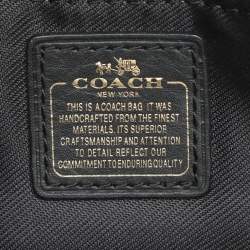 COACH
NEW YORK
THIS IS A COACH BAG. IT WAS
HANDCRAFTED FROM THE FINEST
MATERIALS. ITS SUPERIOR
CRAFTSMANSHIP AND ATTENTION
TO DETAIL REFLECT OUR
COMMITMENT TO ENDURING QUALITY